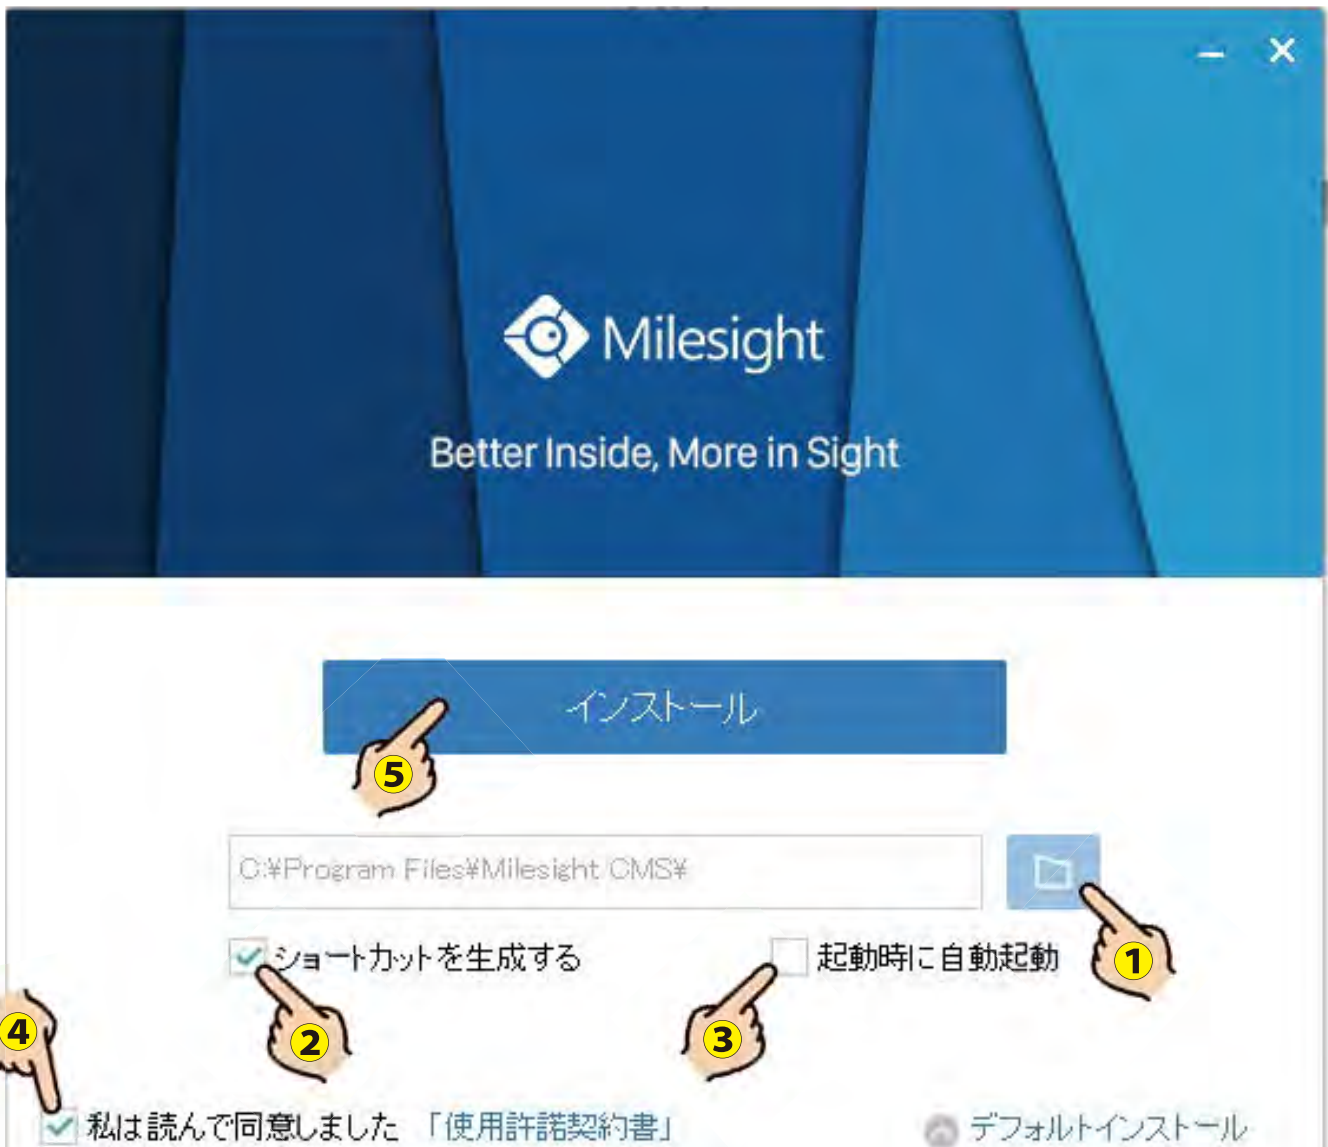 Milesight
Better Inside, More in Sight
インストール
5
C:¥Program Files¥Milesight CMS¥
ショートカットを生成する
起動時に自動起動
1
2
3
4
私は読んで同意しました 「使用許諾契約書」
デフォルトインストール